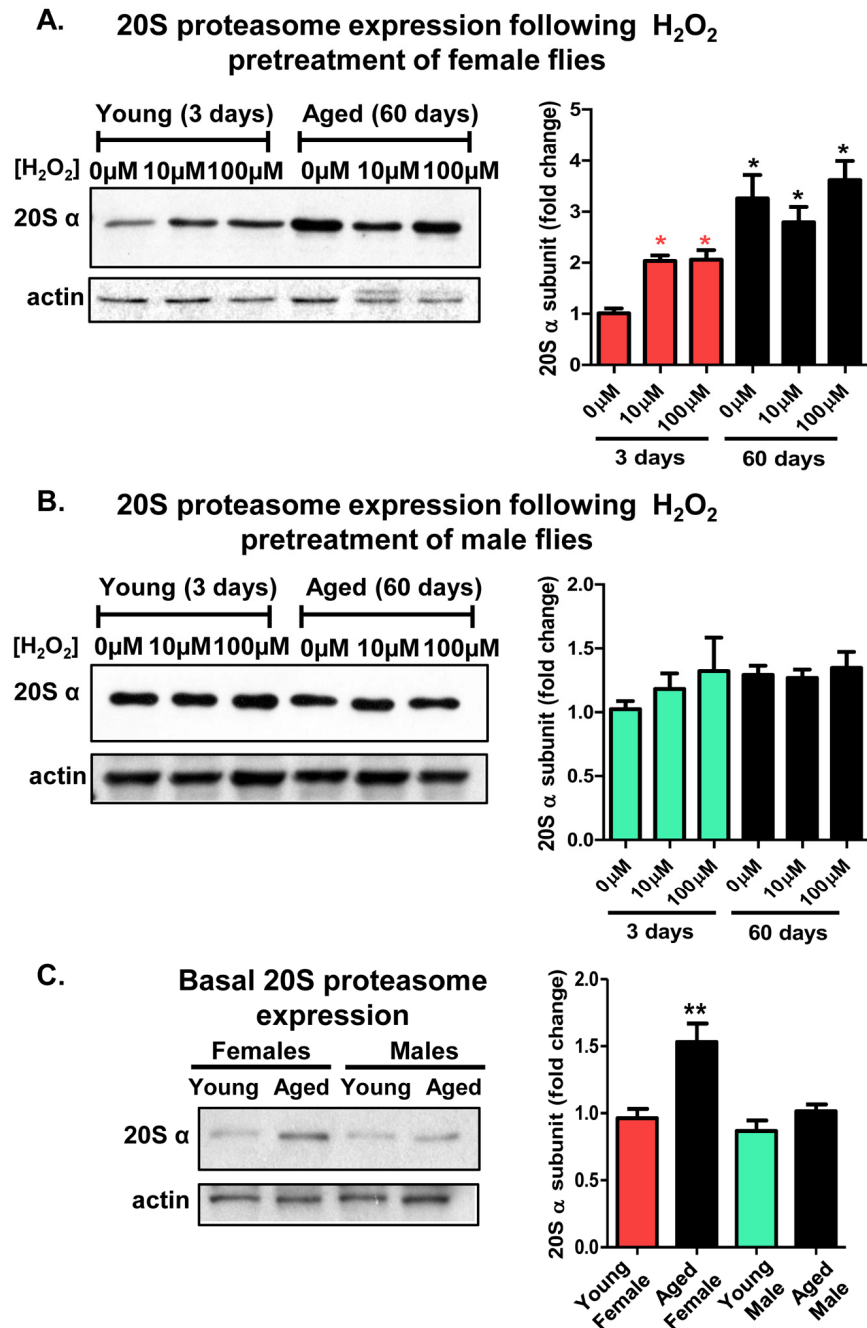 A.
20S proteasome expression following H₂O₂
pretreatment of female flies
Young (3 days) Aged (60 days)
[H₂O₂] 0μM 10μM 100μM 0μM 10μM 100μM
20S α
actin
20S α subunit (fold change)
5
4
3
2
1
0
* * * * *
0μM 10μM 100μM 0μM 10μM 100μM
3 days 60 days
B.
20S proteasome expression following H₂O₂
pretreatment of male flies
Young (3 days) Aged (60 days)
[H₂O₂] 0μM 10μM 100μM 0μM 10μM 100μM
20S α
actin
20S α subunit (fold change)
2.0
1.5
1.0
0.5
0.0
0μM 10μM 100μM 0μM 10μM 100μM
3 days 60 days
C.
Basal 20S proteasome
expression
Females Males
Young Aged Young Aged
20S α
actin
20S α subunit (fold change)
2.0
1.5
1.0
0.5
0.0
**
Young Female
Aged Female
Young Male
Aged Male